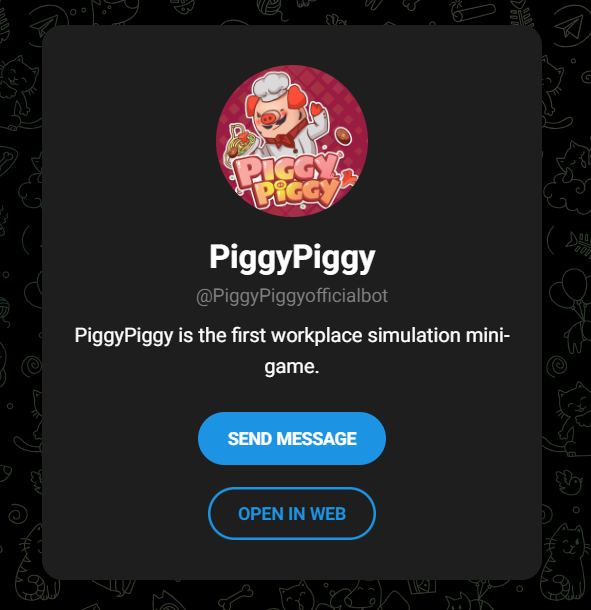 PIGGY
PIGGY
PiggyPiggy
@PiggyPiggyofficialbot
PiggyPiggy is the first workplace simulation mini-
game.
SEND MESSAGE
OPEN IN WEB